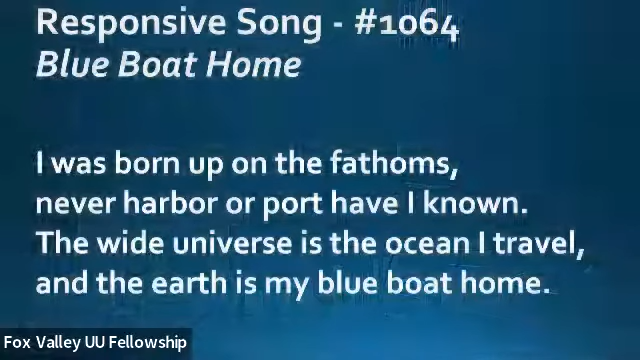 Responsive Song - #1064
Blue Boat Home
I was born up on the fathoms,
never harbor or port have I known.
The wide universe is the ocean I travel,
and the earth is my blue boat home.
Fox Valley UU Fellowship